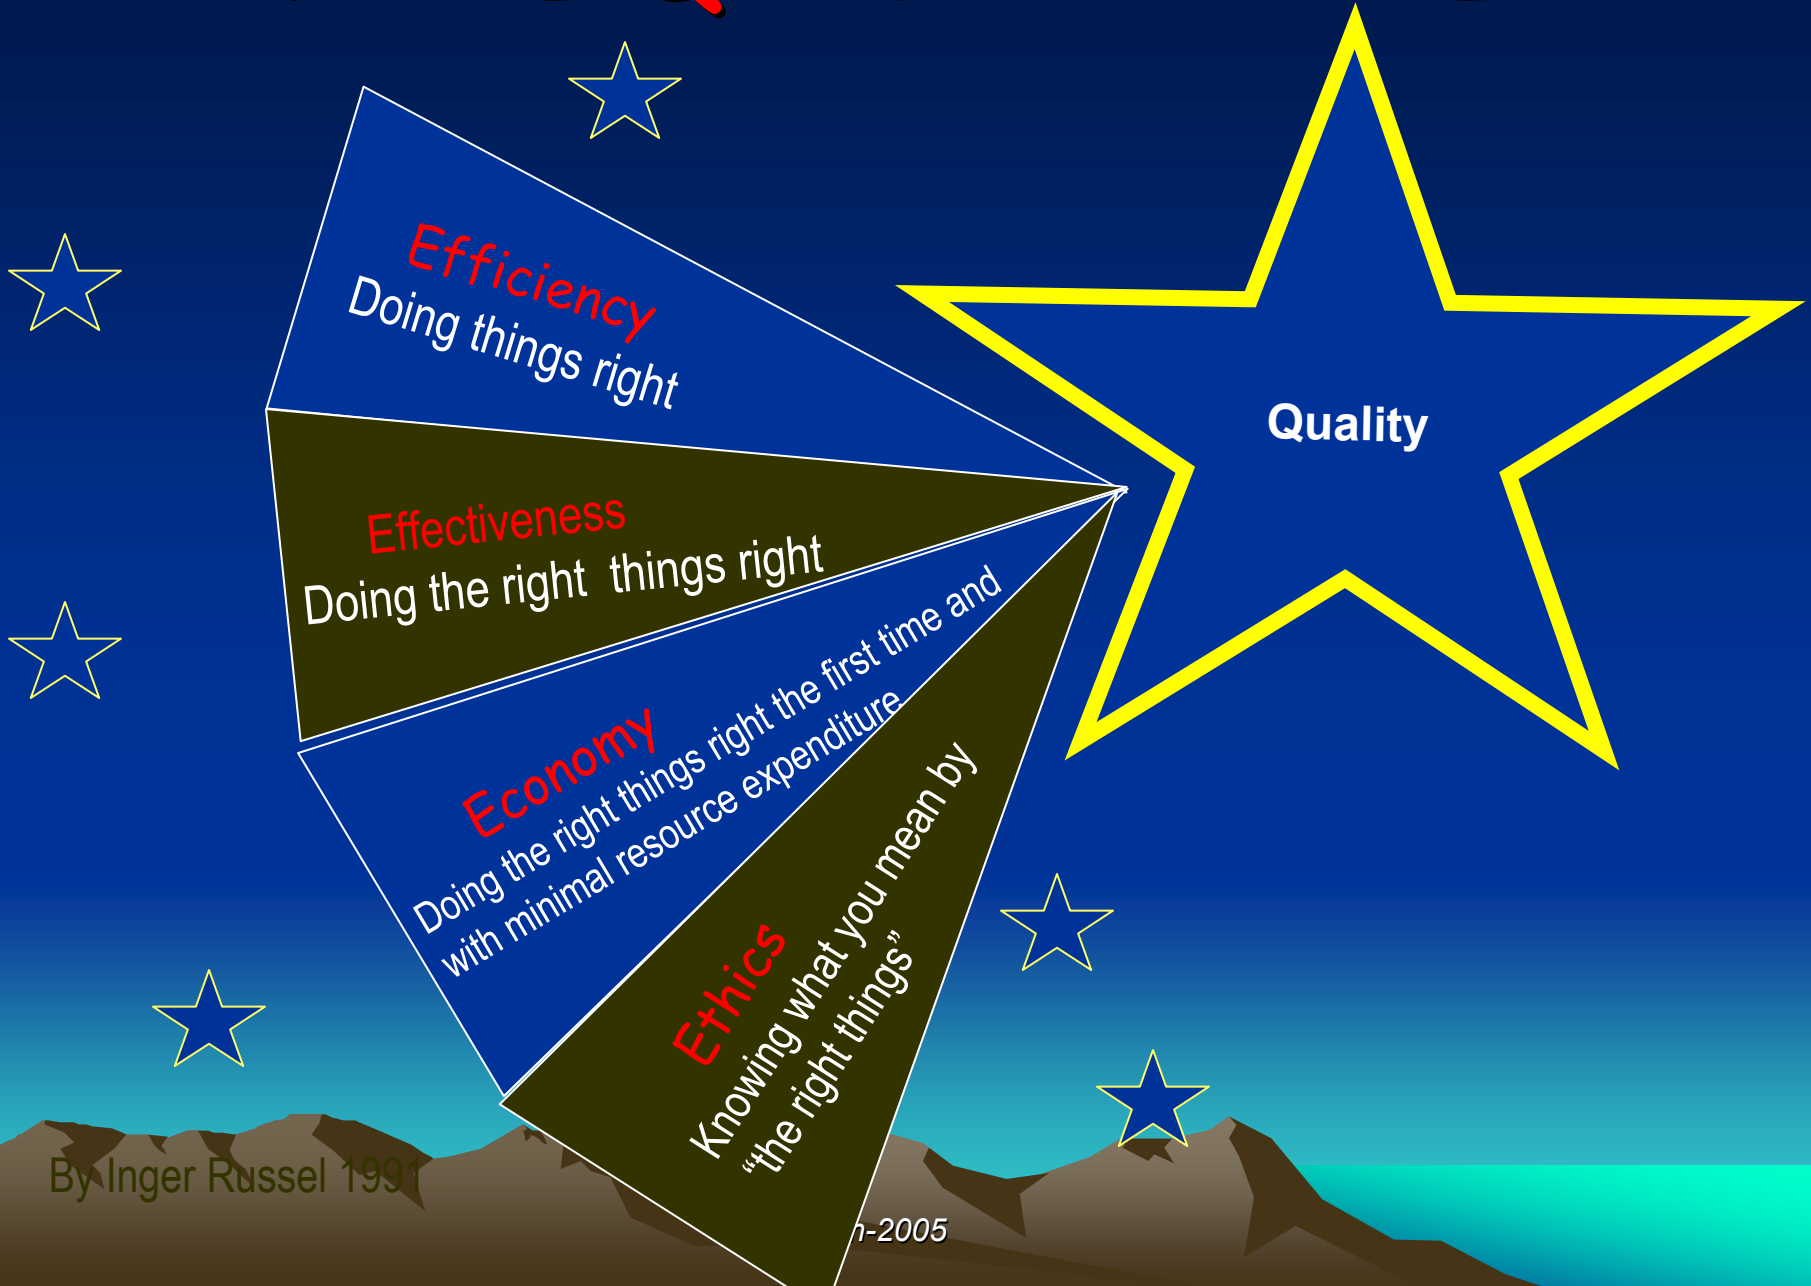 Efficiency
Doing things right
Quality
Effectiveness
Doing the right things right
Economy
Doing the right things right the first time and
with minimal resource expenditure.
Ethics
Knowing what you mean by
“the right things”
By Inger Russel 1991
-2005